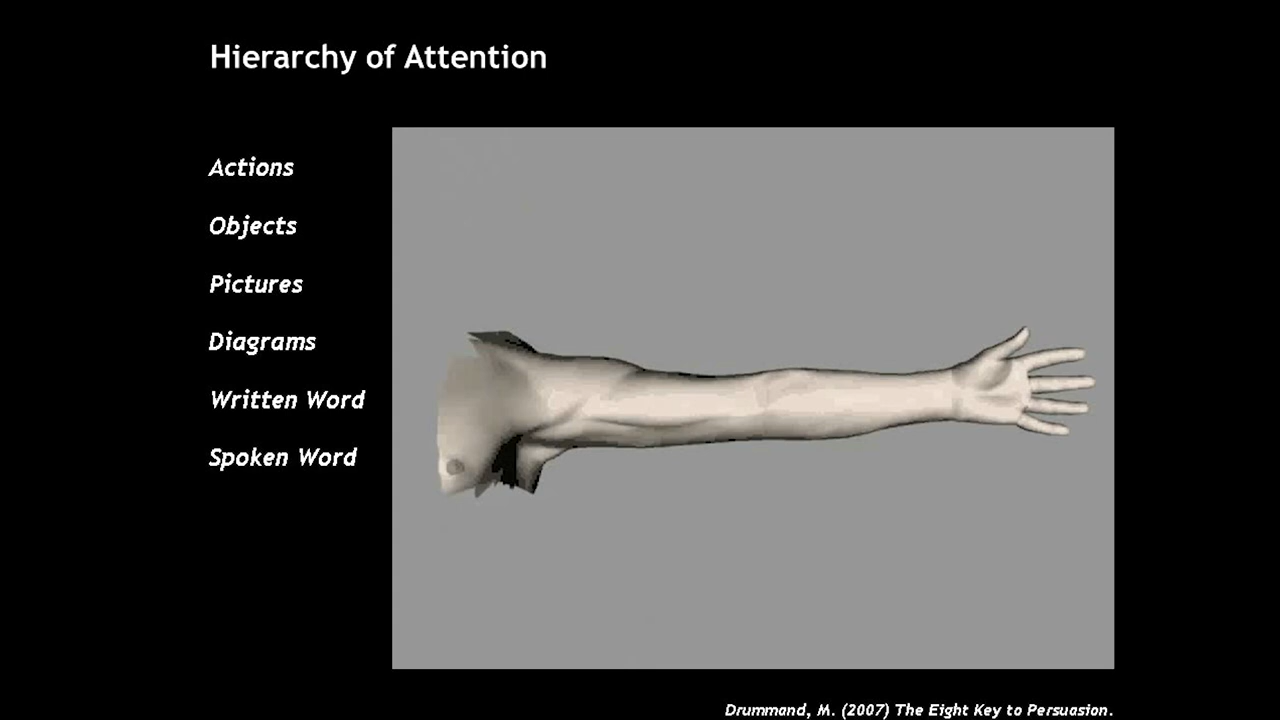 Hierarchy of Attention
Actions
Objects
Pictures
Diagrams
Written Word
Spoken Word
Drummand, M. (2007) The Eight Key to Persuasion.